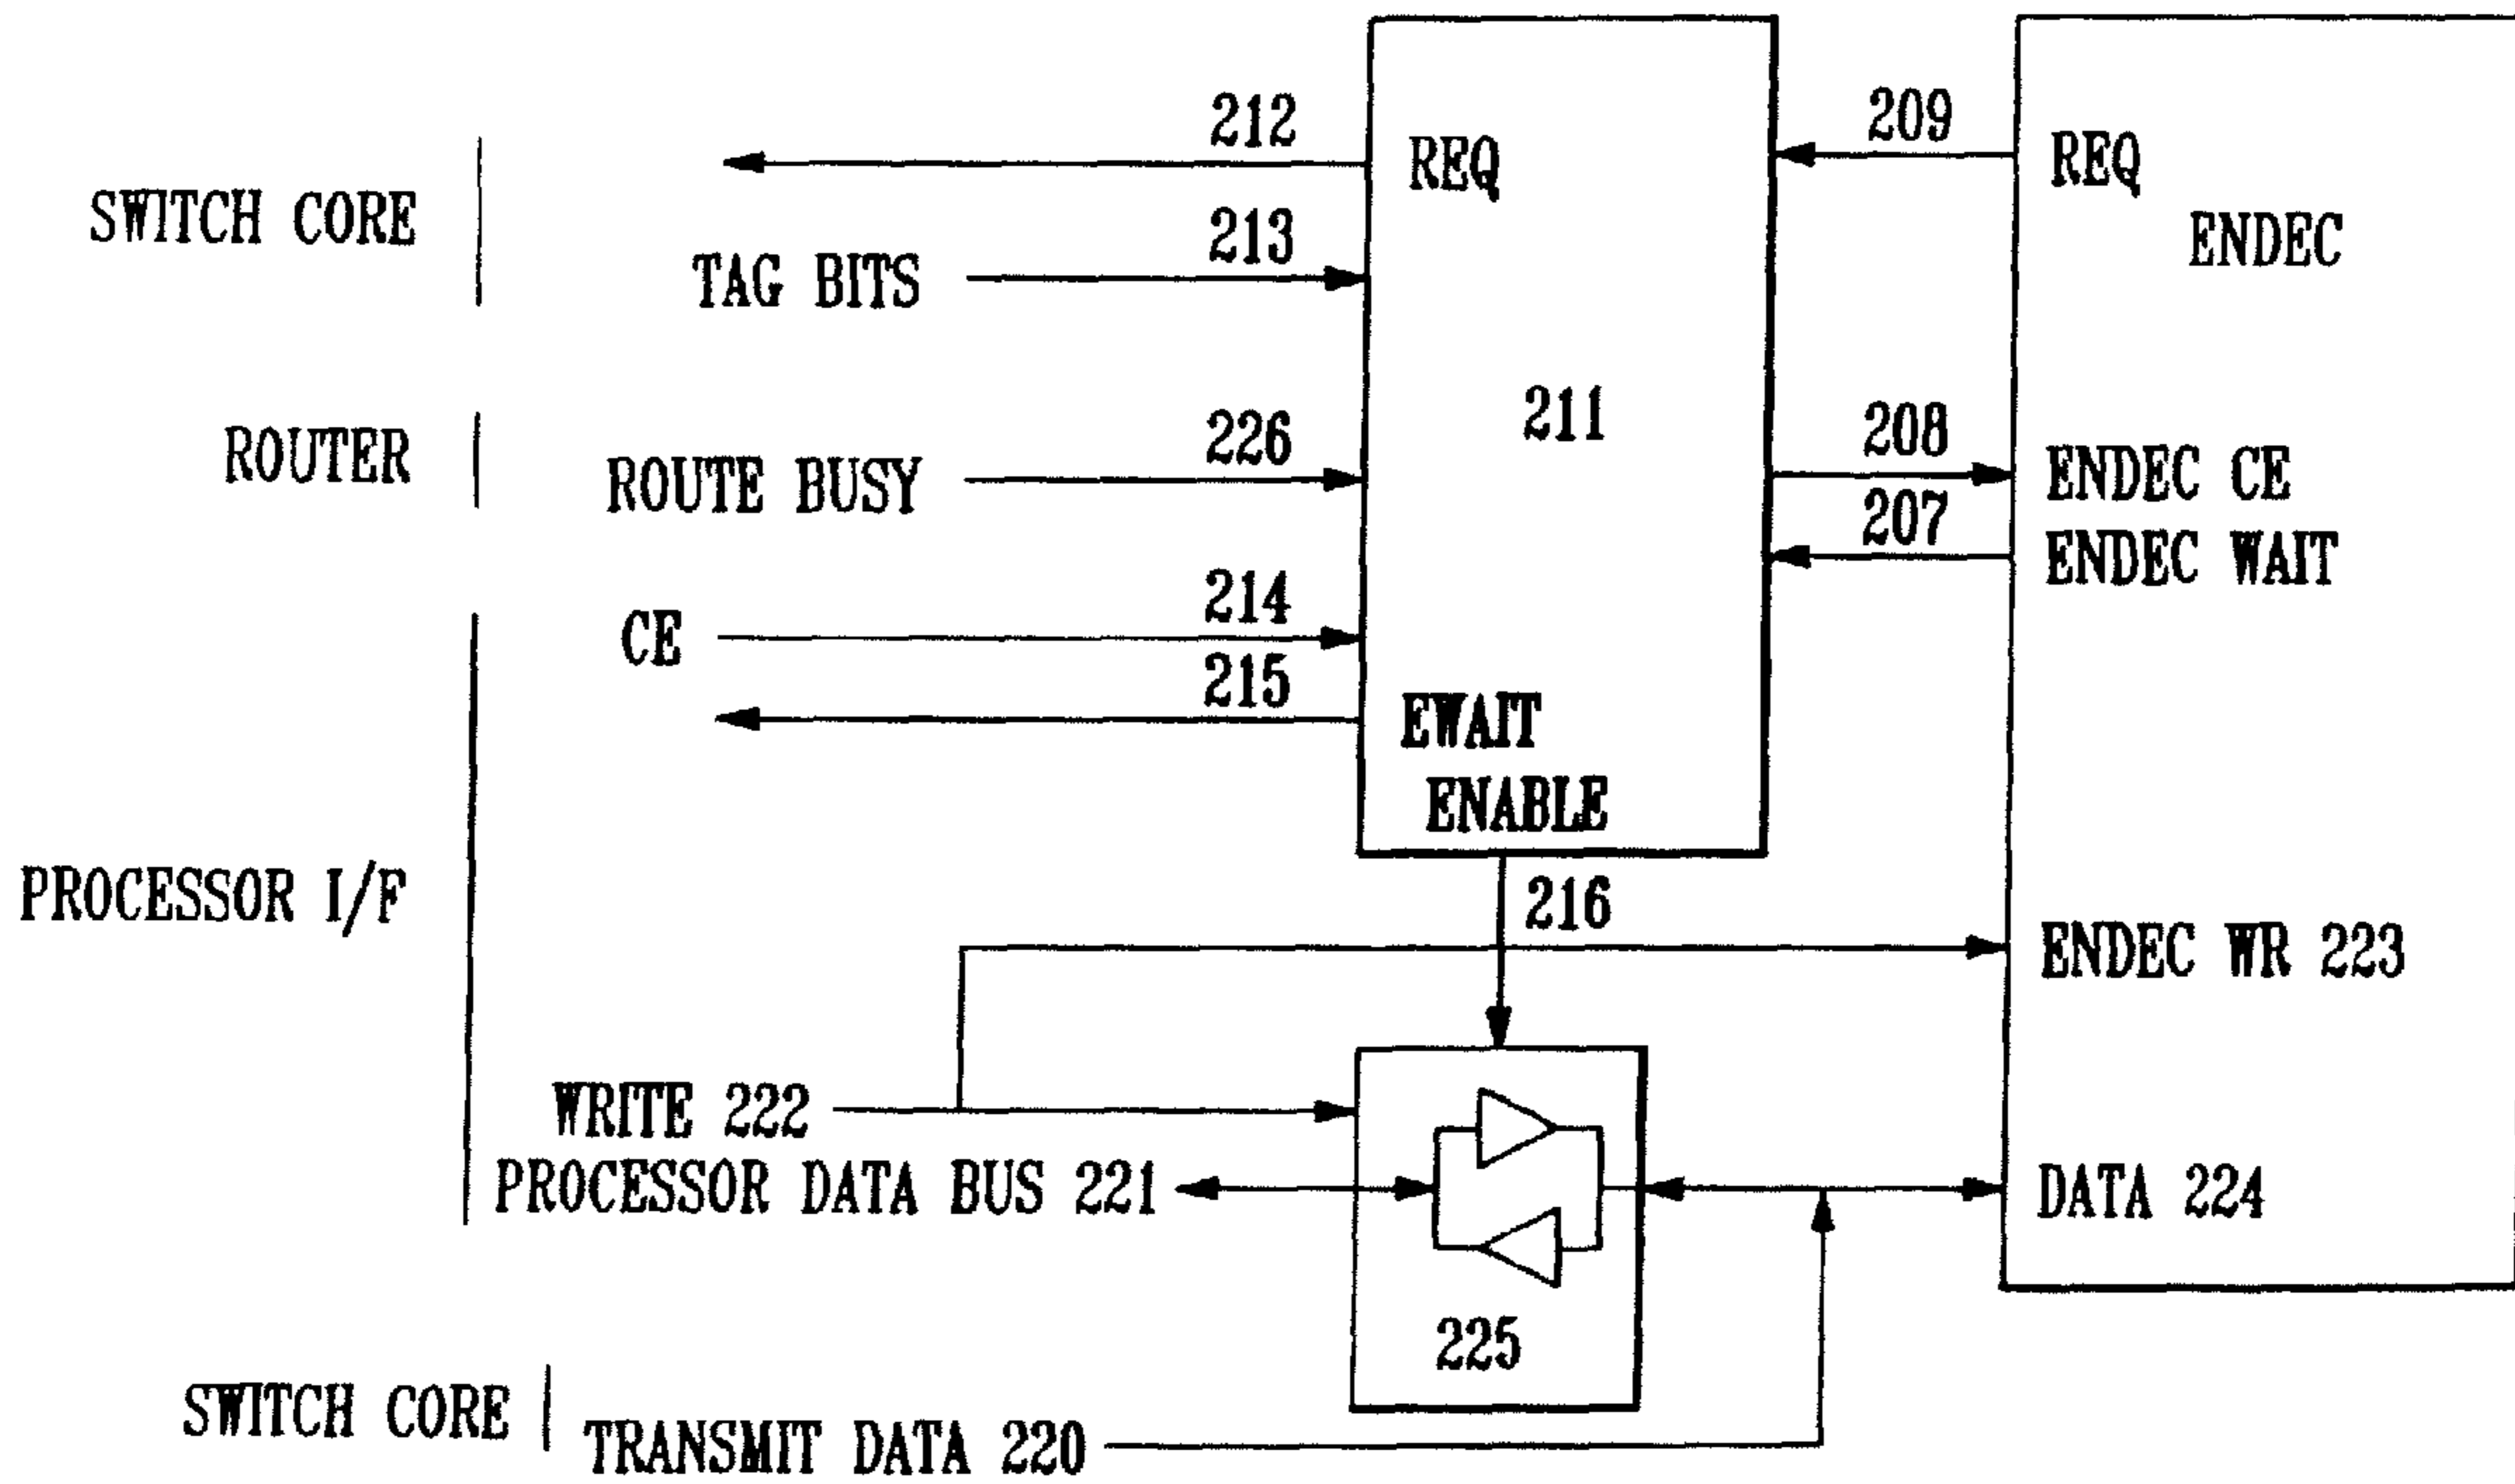 212
209
REQ
REQ
SWITCH CORE
213
ENDEC
TAG BITS
211
226
208
ROUTER
ROUTE BUSY
ENDEC CE
207
ENDEC WAIT
214
CE
215
EWAIT
ENABLE
PROCESSOR I/F
216
ENDEC WR 223
WRITE 222
PROCESSOR DATA BUS 221
DATA 224
225
SWITCH CORE
TRANSMIT DATA 220